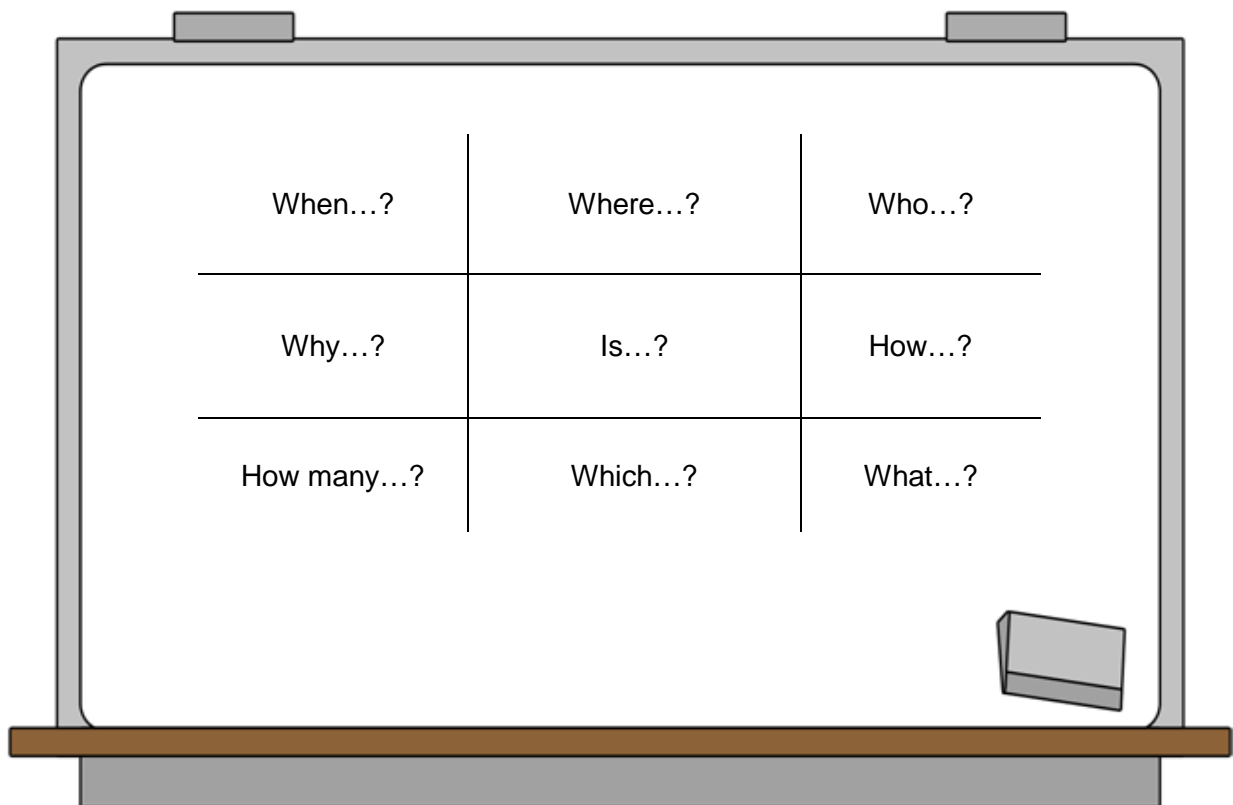 When…? Where…? Who…?
Why…? Is…? How…?
How many…? Which…? What…?